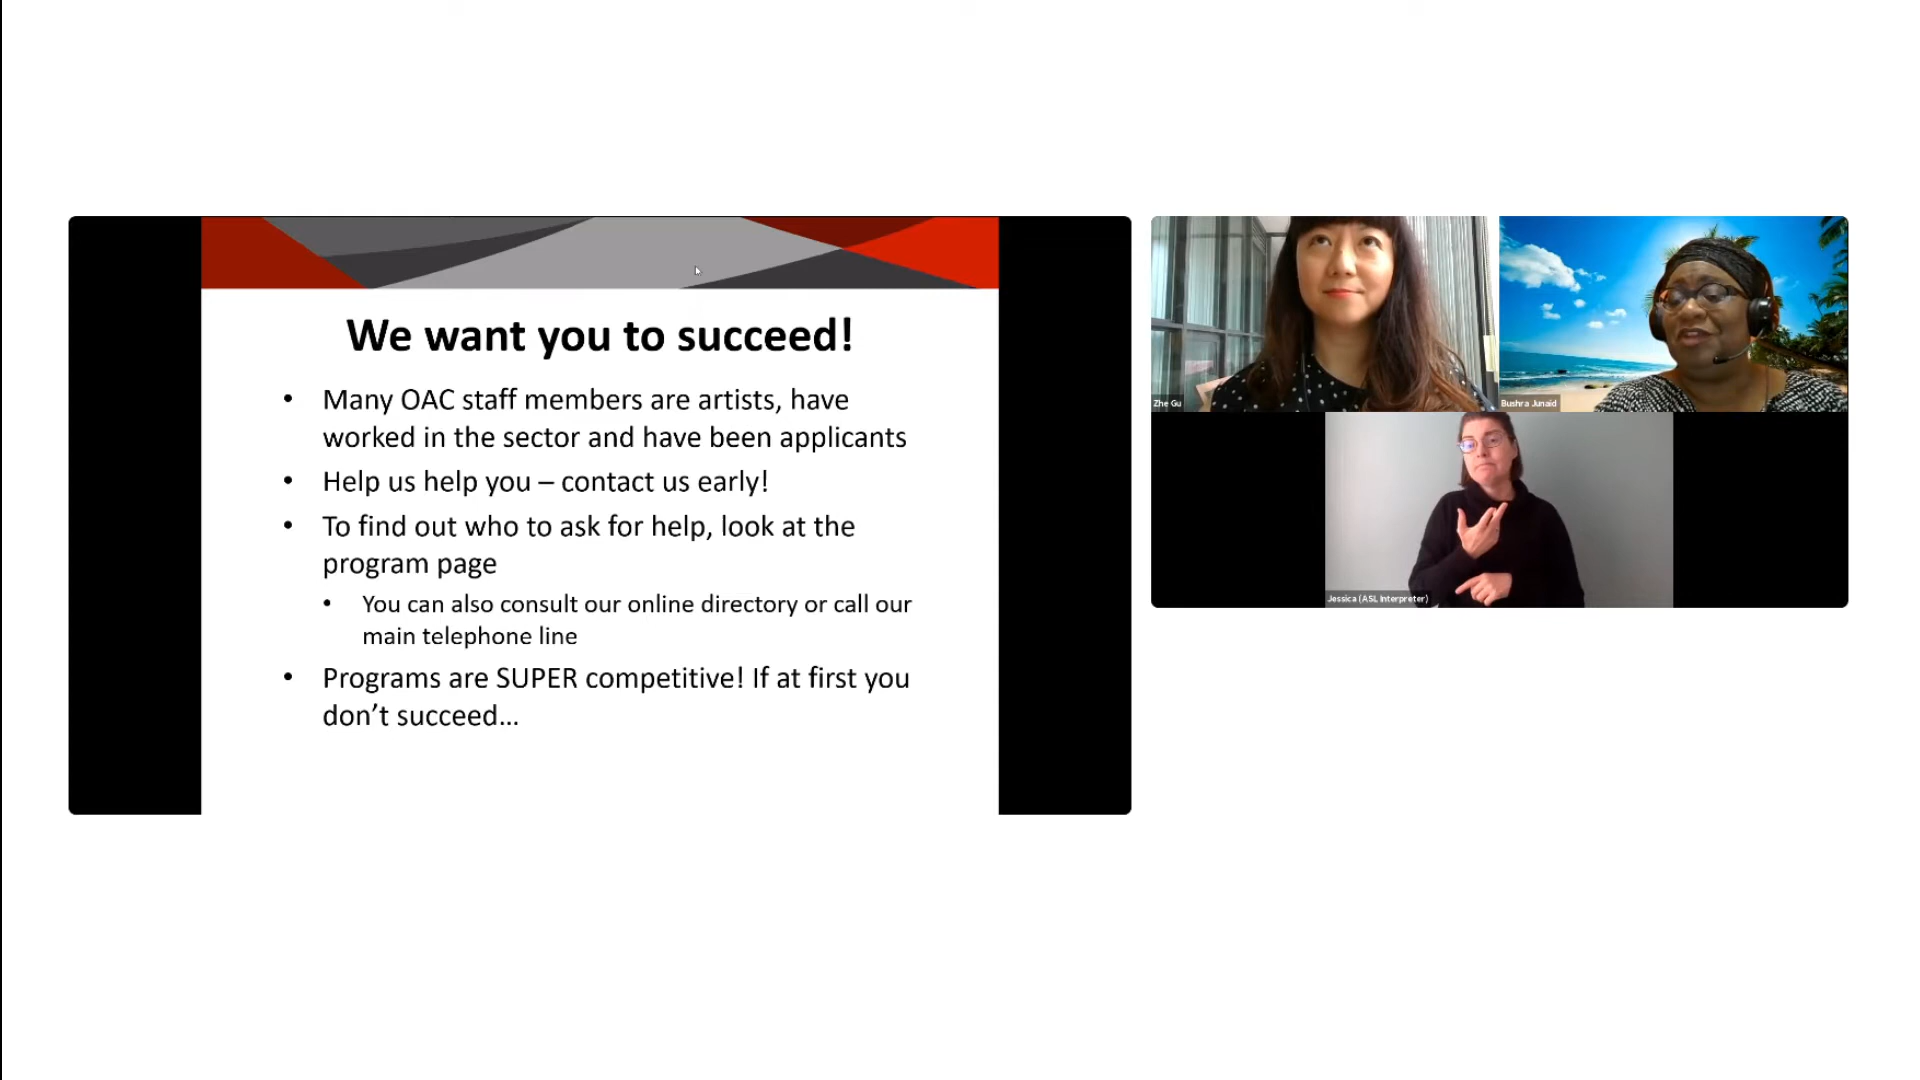 We want you to succeed!
• Many OAC staff members are artists, have
worked in the sector and have been applicants
• Help us help you – contact us early!
• To find out who to ask for help, look at the
program page
• You can also consult our online directory or call our
main telephone line
• Programs are SUPER competitive! If at first you
don’t succeed…
Zhe Gu
Bushra Junaid
Jessica (ASL Interpreter)